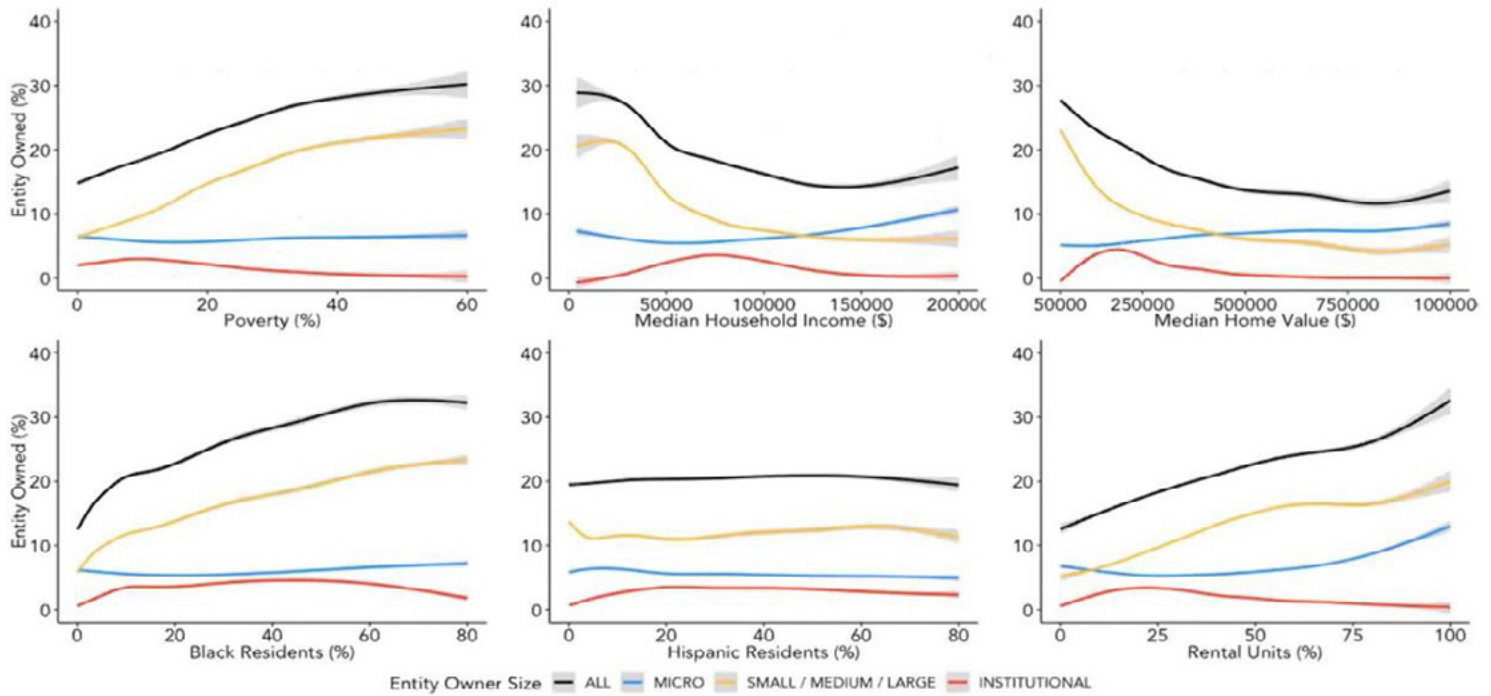 Entity Owned (%)
40
30
20
10
0
0 20 40 60
Poverty (%)
40
30
20
10
0
0 50000 100000 150000 200000
Median Household Income ($)
40
30
20
10
0
50000 250000 500000 750000 100000
Median Home Value ($)
Entity Owned (%)
40
30
20
10
0
0 20 40 60 80
Black Residents (%)
40
30
20
10
0
0 20 40 60 80
Hispanic Residents (%)
40
30
20
10
0
0 25 50 75 100
Rental Units (%)
Entity Owner Size ALL MICRO SMALL / MEDIUM / LARGE INSTITUTIONAL